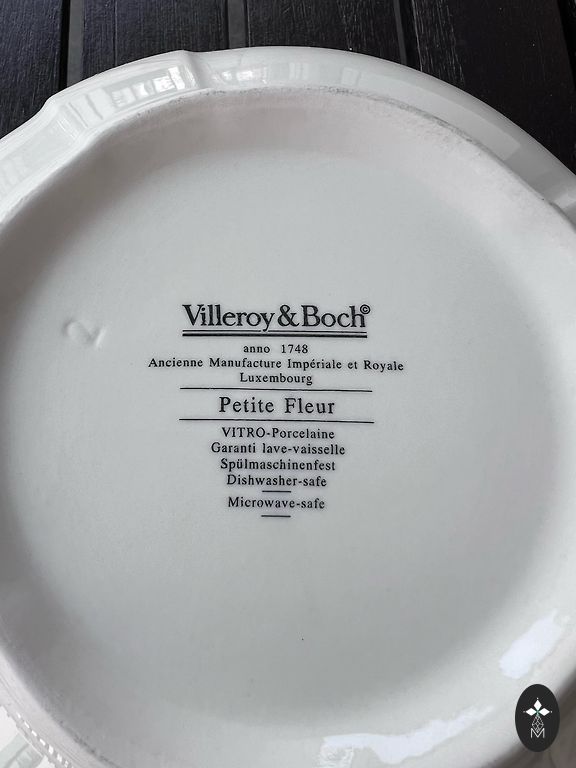 Villeroy & Boch©
anno 1748
Ancienne Manufacture Impériale et Royale
Luxembourg
Petite Fleur
VITRO-Porcelaine
Garanti lave-vaisselle
Spülmaschinenfest
Dishwasher-safe
Microwave-safe
2
M